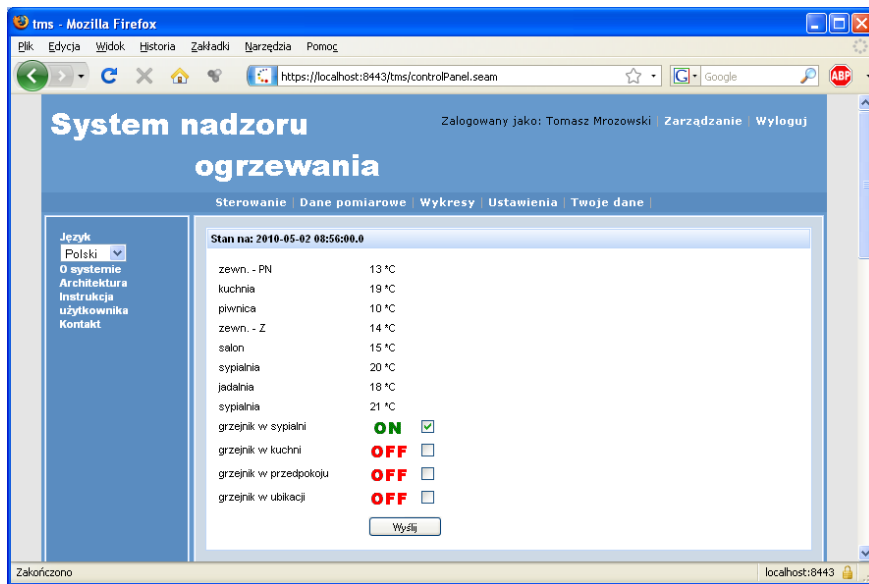 tms - Mozilla Firefox
Plik Edycja Widok Historia Zakładki Narzędzia Pomoc
https://localhost:8443/tms/controlPanel.seam
G Google
ABP
System nadzoru
ogrzewania
Zalogowany jako: Tomasz Mrozowski | Zarządzanie | Wyloguj
Sterowanie | Dane pomiarowe | Wykresy | Ustawienia | Twoje dane |
Język
Polski
O systemie
Architektura
Instrukcja
użytkownika
Kontakt
Stan na: 2010-05-02 08:56:00.0
zewn. - PN 13 *C
kuchnia 19 *C
piwnica 10 *C
zewn. - Z 14 *C
salon 15 *C
sypialnia 20 *C
jadalnia 18 *C
sypialnia 21 *C
grzejnik w sypialni ON
grzejnik w kuchni OFF
grzejnik w przedpokoju OFF
grzejnik w ubikacji OFF
Wyślij
Zakończono
localhost:8443